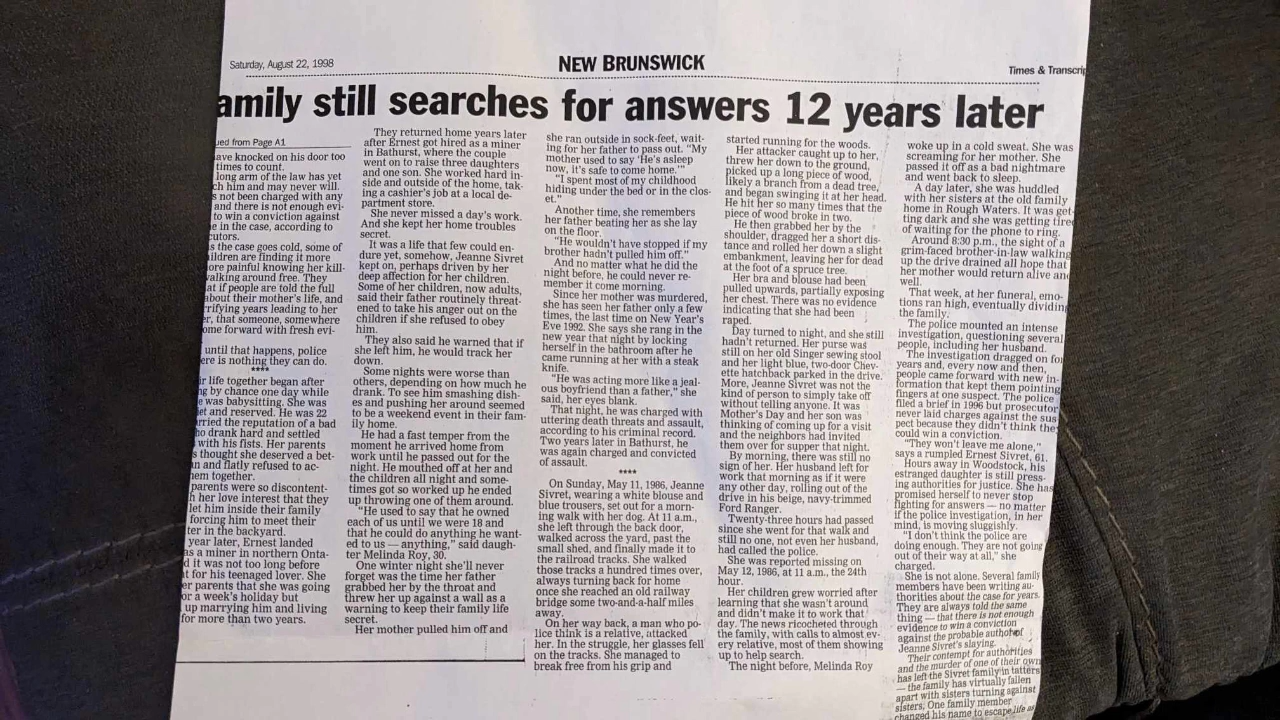 Saturday, August 22, 1998
NEW BRUNSWICK
Times & Transcrip
amily still searches for answers 12 years later
ued from Page A1
ave knocked on his door too
times to count.
long arm of the law has yet
ch him and may never will.
s not been charged with any
and there is not enough evi-
to win a conviction against
e in the case, according to
cutors.
s the case goes cold, some of
ildren are finding it more
ore painful knowing her kill-
alking around free. They
at if people are told the full
about their mother's life, and
rrifying years leading to her
er, that someone, somewhere
ome forward with fresh evi-
until that happens, police
ere is nothing they can do.
****
ir life together began after
ng by chance one day while
e was babysitting. She was
iet and reserved. He was 22
rried the reputation of a bad
ho drank hard and settled
with his fists. Her parents
s thought she deserved a bet-
n and flatly refused to ac-
em together.
parents were so discontent-
h her love interest that they
let him inside their family
forcing him to meet their
ter in the backyard.
year later, Ernest landed
as a miner in northern Onta-
d it was not too long before
t for his teenaged lover. She
er parents that she was going
or a week's holiday but
up marrying him and living
for more than two years.
They returned home years later
after Ernest got hired as a miner
in Bathurst, where the couple
went on to raise three daughters
and one son. She worked hard in-
side and outside of the home, tak-
ing a cashier's job at a local de-
partment store.
She never missed a day's work.
And she kept her home troubles
secret.
It was a life that few could en-
dure yet, somehow, Jeanne Sivret
kept on, perhaps driven by her
deep affection for her children.
Some of her children, now adults,
said their father routinely threat-
ened to take his anger out on the
children if she refused to obey
him.
They also said he warned that if
she left him, he would track her
down.
Some nights were worse than
others, depending on how much he
drank. To see him smashing dish-
es and pushing her around seemed
to be a weekend event in their fam-
ily home.
He had a fast temper from the
moment he arrived home from
work until he passed out for the
night. He mouthed off at her and
the children all night and some-
times got so worked up he ended
up throwing one of them around.
"He used to say that he owned
each of us until we were 18 and
that he could do anything he want-
ed to us — anything," said daugh-
ter Melinda Roy, 30.
One winter night she'll never
forget was the time her father
grabbed her by the throat and
threw her up against a wall as a
warning to keep their family life
secret.
Her mother pulled him off and
she ran outside in sock-feet, wait-
ing for her father to pass out. "My
mother used to say 'He's asleep
now, it's safe to come home.'"
"I spent most of my childhood
hiding under the bed or in the clos-
et."
Another time, she remembers
her father beating her as she lay
on the floor.
"He wouldn't have stopped if my
brother hadn't pulled him off."
And no matter what he did the
night before, he could never re-
member it come morning.
Since her mother was murdered,
she has seen her father only a few
times, the last time on New Year's
Eve 1992. She says she rang in the
new year that night by locking
herself in the bathroom after he
came running at her with a steak
knife.
"He was acting more like a jeal-
ous boyfriend than a father," she
said, her eyes blank.
That night, he was charged with
uttering death threats and assault,
according to his criminal record.
Two years later in Bathurst, he
was again charged and convicted
of assault.
****
On Sunday, May 11, 1986, Jeanne
Sivret, wearing a white blouse and
blue trousers, set out for a morn-
ing walk with her dog. At 11 a.m.,
she left through the back door,
walked across the yard, past the
small shed, and finally made it to
the railroad tracks. She walked
those tracks a hundred times over,
always turning back for home
once she reached an old railway
bridge some two-and-a-half miles
away.
On her way back, a man who po-
lice think is a relative, attacked
her. In the struggle, her glasses fell
on the tracks. She managed to
break free from his grip and
started running for the woods.
Her attacker caught up to her,
threw her down to the ground,
picked up a long piece of wood,
likely a branch from a dead tree,
and began swinging it at her head.
He hit her so many times that the
piece of wood broke in two.
He then grabbed her by the
shoulder, dragged her a short dis-
tance and rolled her down a slight
embankment, leaving her for dead
at the foot of a spruce tree.
Her bra and blouse had been
pulled upwards, partially exposing
her chest. There was no evidence
indicating that she had been
raped.
Day turned to night, and she still
hadn't returned. Her purse was
still on her old Singer sewing stool
and her light blue, two-door Chev-
ette hatchback parked in the drive.
More, Jeanne Sivret was not the
kind of person to simply take off
without telling anyone. It was
Mother's Day and her son was
thinking of coming up for a visit
and the neighbors had invited
them over for supper that night.
By morning, there was still no
sign of her. Her husband left for
work that morning as if it were
any other day, rolling out of the
drive in his beige, navy-trimmed
Ford Ranger.
Twenty-three hours had passed
since she went for that walk and
still no one, not even her husband,
had called the police.
She was reported missing on
May 12, 1986, at 11 a.m., the 24th
hour.
Her children grew worried after
learning that she wasn't around
and didn't make it to work that
day. The news ricocheted through
the family, with calls to almost ev-
ery relative, most of them showing
up to help search.
The night before, Melinda Roy
woke up in a cold sweat. She was
screaming for her mother. She
passed it off as a bad nightmare
and went back to sleep.
A day later, she was huddled
with her sisters at the old family
home in Rough Waters. It was get-
ting dark and she was getting tired
of waiting for the phone to ring.
Around 8:30 p.m., the sight of a
grim-faced brother-in-law walking
up the drive drained all hope that
her mother would return alive and
well.
That week, at her funeral, emo-
tions ran high, eventually dividing
the family.
The police mounted an intense
investigation, questioning several
people, including her husband.
The investigation dragged on for
years and, every now and then,
people came forward with new in-
formation that kept them pointing
fingers at one suspect. The police
filed a brief in 1996 but prosecutor
never laid charges against the sus
pect because they didn't think the
could win a conviction.
"They won't leave me alone,"
says a rumpled Ernest Sivret, 61.
Hours away in Woodstock, his
estranged daughter is still press-
ing authorities for justice. She has
promised herself to never stop
fighting for answers — no matter
if the police investigation, in her
mind, is moving sluggishly.
"I don't think the police are
doing enough. They are not going
out of their way at all," she
charged.
She is not alone. Several family
members have been writing au-
thorities about the case for years.
They are always told the same
thing — that there is not enough
evidence to win a conviction
against the probable author of
Jeanne Sivret's slaying.
Their contempt for authorities
and the murder of one of their own
has left the Sivret family in tatters
— the family has virtually fallen
apart with sisters turning against
sisters. One family member
changed his name to escape life as